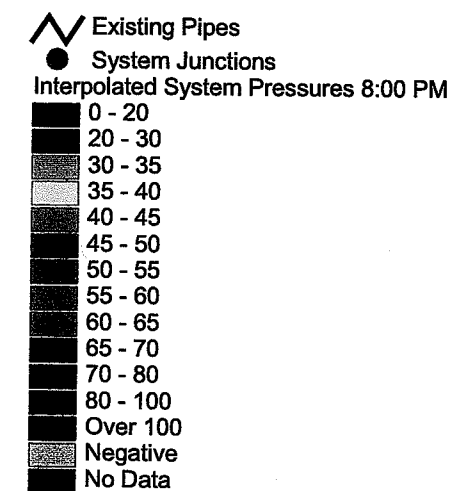 Existing Pipes
System Junctions
Interpolated System Pressures 8:00 PM
0 - 20
20 - 30
30 - 35
35 - 40
40 - 45
45 - 50
50 - 55
55 - 60
60 - 65
65 - 70
70 - 80
80 - 100
Over 100
Negative
No Data